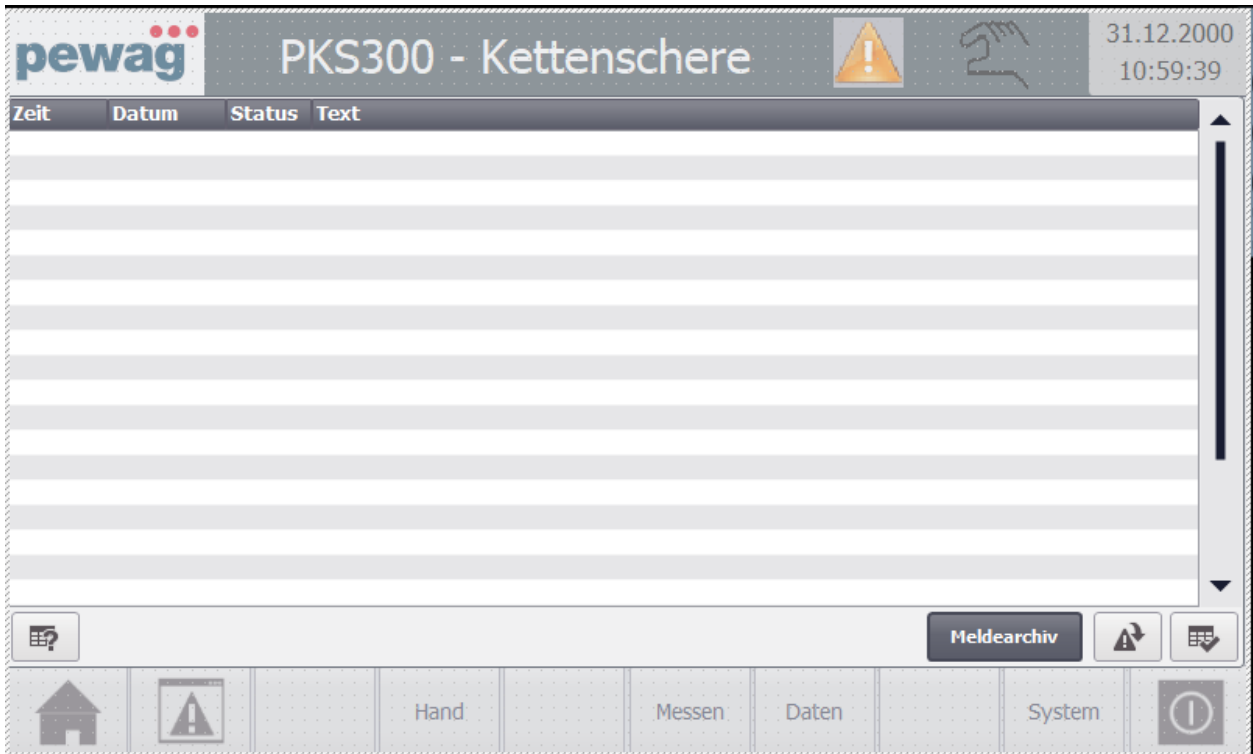 pewag
PKS300 - Kettenschere
31.12.2000
10:59:39
Zeit Datum Status Text
Meldearchiv
Hand Messen Daten System